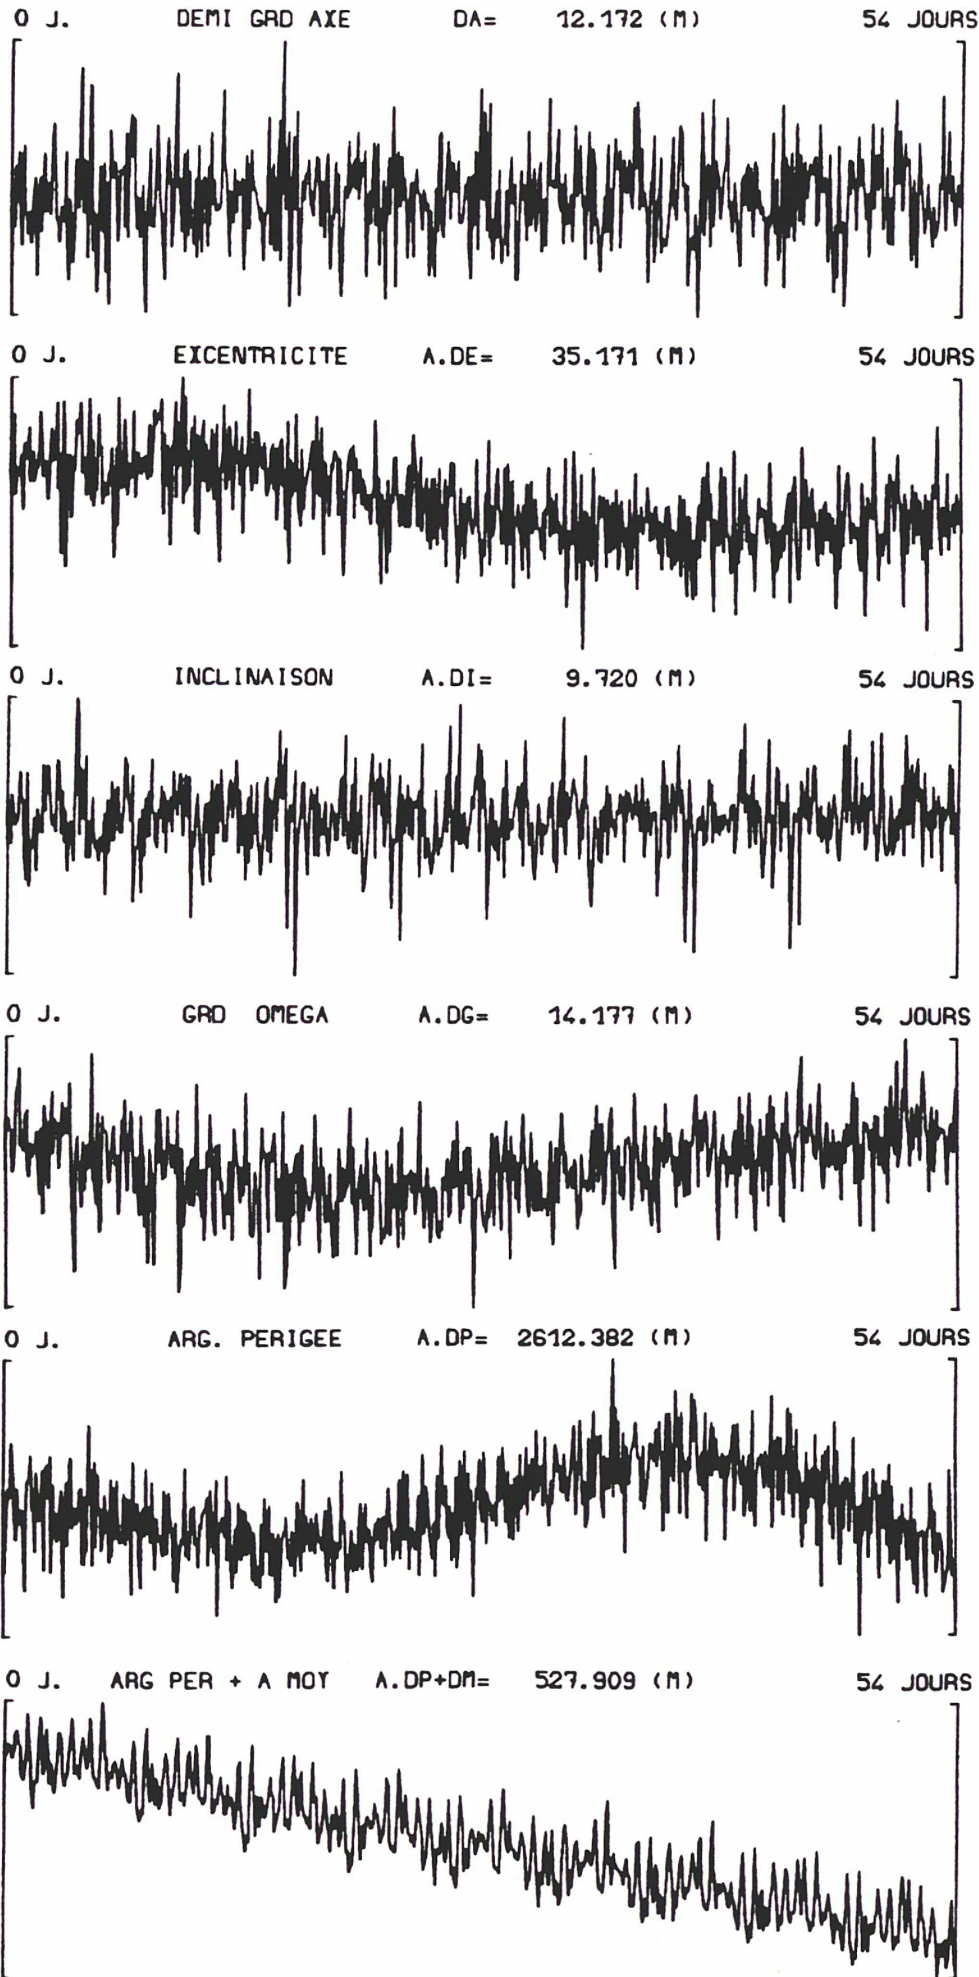 0 J. DEMI GRD AXE DA= 12.172 (M) 54 JOURS
0 J. EXCENTRICITE A.DE= 35.171 (M) 54 JOURS
0 J. INCLINAISON A.DI= 9.720 (M) 54 JOURS
0 J. GRD OMEGA A.DG= 14.177 (M) 54 JOURS
0 J. ARG. PERIGEE A.DP= 2612.382 (M) 54 JOURS
0 J. ARG PER + A MOY A.DP+DM= 527.909 (M) 54 JOURS